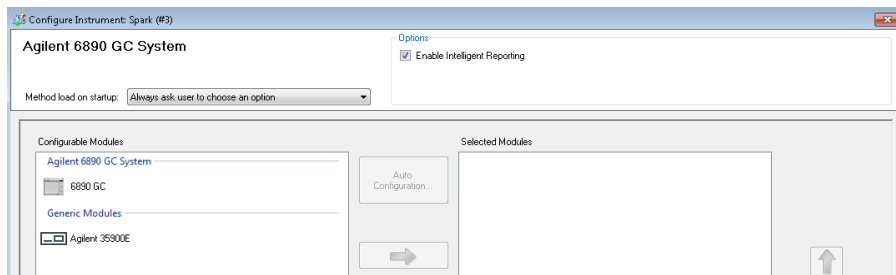 Configure Instrument: Spark (#3)
Agilent 6890 GC System
Options
Enable Intelligent Reporting
Method load on startup: Always ask user to choose an option
Configurable Modules
Selected Modules
Agilent 6890 GC System
6890 GC
Generic Modules
Agilent 35900E
Auto
Configuration...